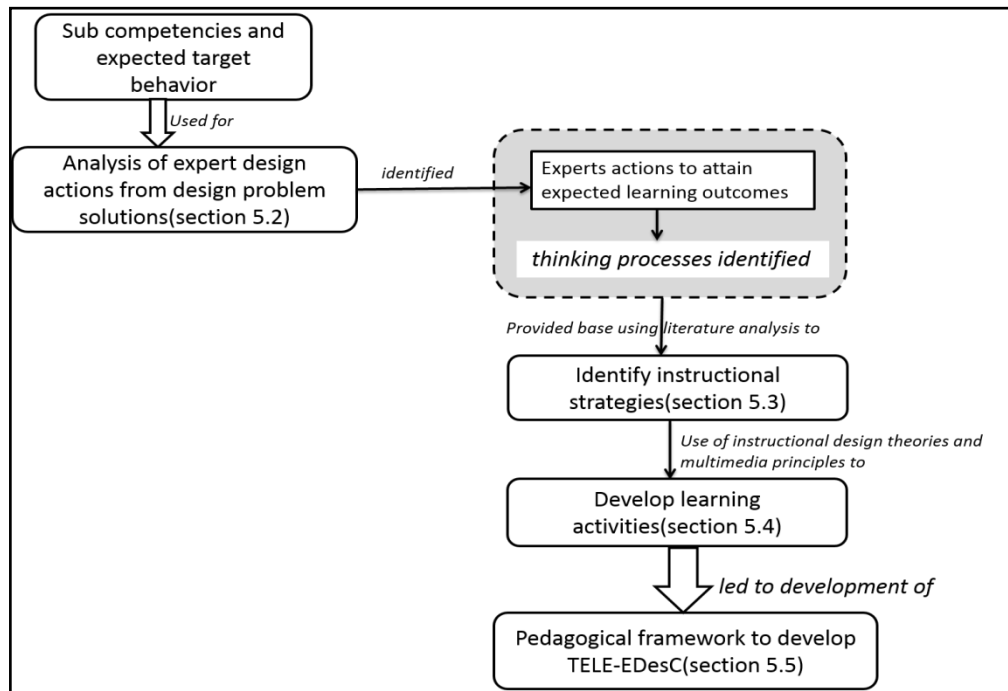 Sub competencies and
expected target
behavior
Used for
Analysis of expert design
actions from design problem
solutions(section 5.2)
identified
Experts actions to attain
expected learning outcomes
thinking processes identified
Provided base using literature analysis to
Identify instructional
strategies(section 5.3)
Use of instructional design theories and
multimedia principles to
Develop learning
activities(section 5.4)
led to development of
Pedagogical framework to develop
TELE-EDesC(section 5.5)